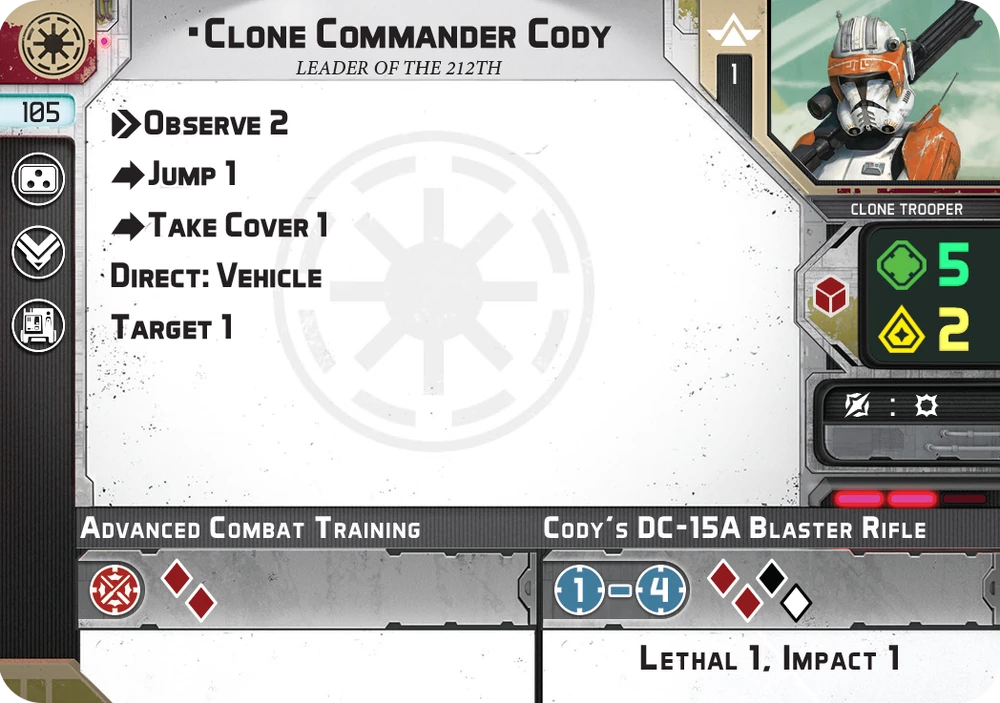 ▪Clone Commander Cody
Leader of the 212th
1
105
Observe 2
Jump 1
Take Cover 1
Direct: Vehicle
Target 1
Clone Trooper
5
2
:
Advanced Combat Training
Cody's DC-15A Blaster Rifle
1-4
Lethal 1, Impact 1